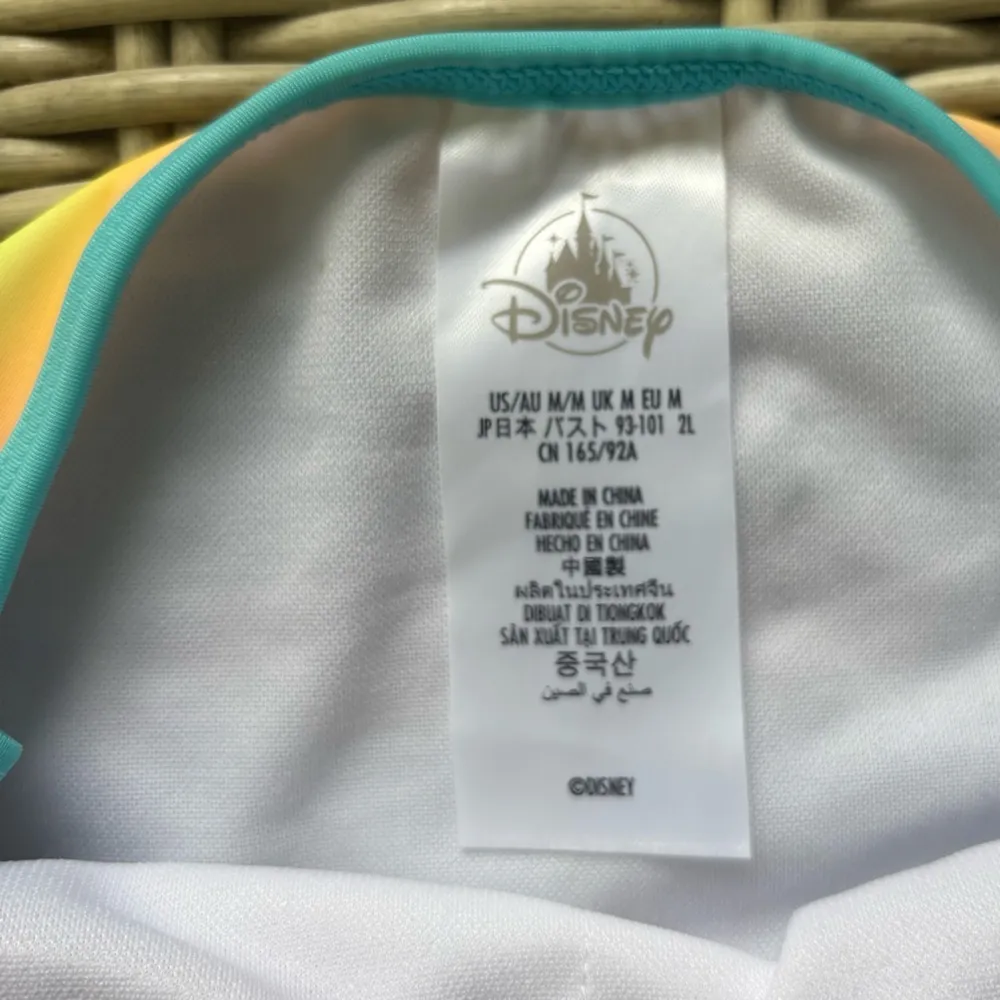 Disney
US/AU M/M UK M EU M
JP日本 バスト 93-101 2L
CN 165/92A
MADE IN CHINA
FABRIQUÉ EN CHINE
HECHO EN CHINA
中國製
ผลิตในประเทศจีน
DIBUAT DI TIONGKOK
SẢN XUẤT TẠI TRUNG QUỐC
중국산
صنع في الصين
©DISNEY